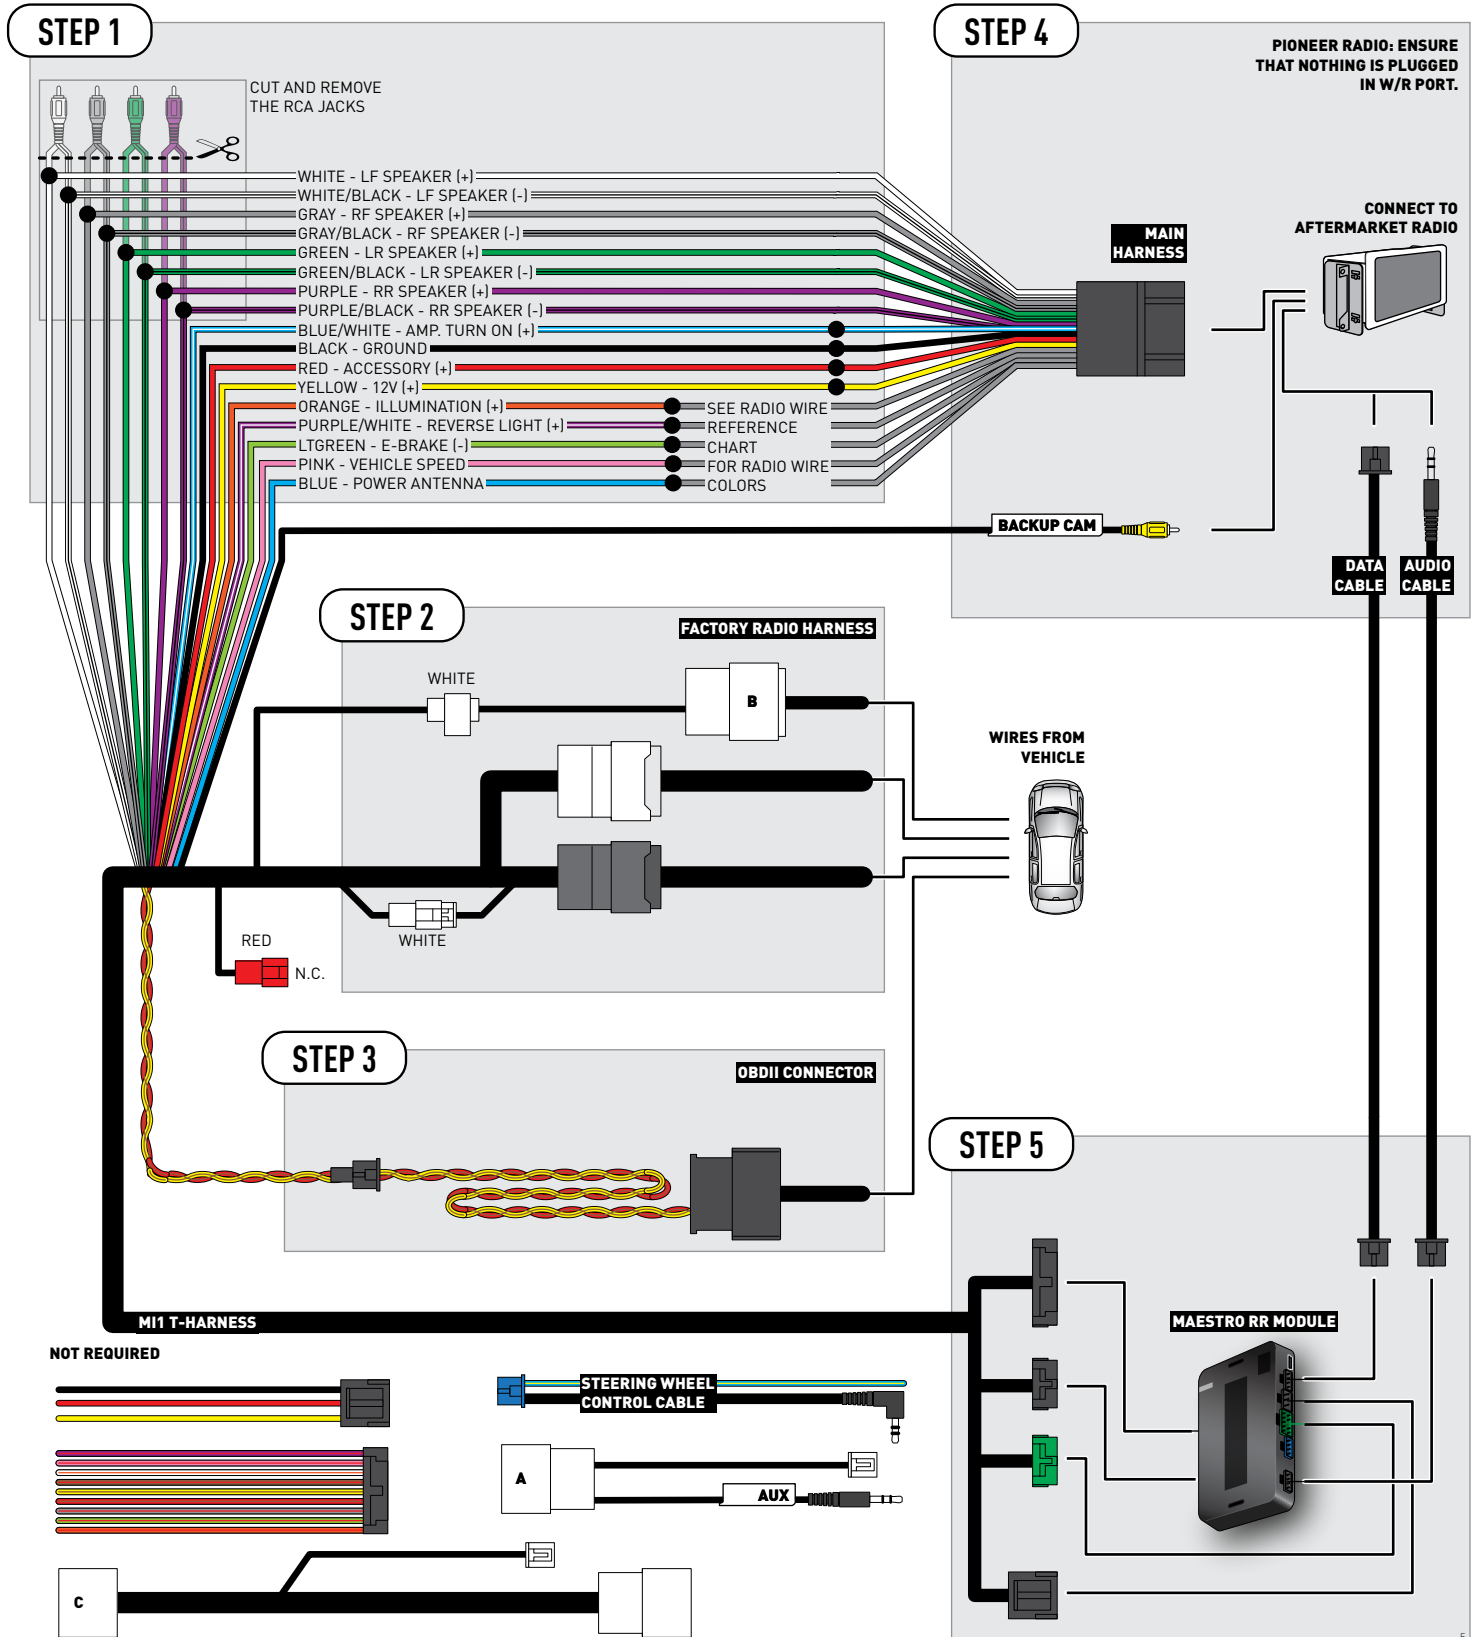 STEP 1
CUT AND REMOVE
THE RCA JACKS
WHITE - LF SPEAKER (+)
WHITE/BLACK - LF SPEAKER (-)
GRAY - RF SPEAKER (+)
GRAY/BLACK - RF SPEAKER (-)
GREEN - LR SPEAKER (+)
GREEN/BLACK - LR SPEAKER (-)
PURPLE - RR SPEAKER (+)
PURPLE/BLACK - RR SPEAKER (-)
BLUE/WHITE - AMP. TURN ON (+)
BLACK - GROUND
RED - ACCESSORY (+)
YELLOW - 12V (+)
ORANGE - ILLUMINATION (+)
PURPLE/WHITE - REVERSE LIGHT (+)
LTGREEN - E-BRAKE (-)
PINK - VEHICLE SPEED
BLUE - POWER ANTENNA
SEE RADIO WIRE
REFERENCE
CHART
FOR RADIO WIRE
COLORS
STEP 4
PIONEER RADIO: ENSURE
THAT NOTHING IS PLUGGED
IN W/R PORT.
MAIN
HARNESS
CONNECT TO
AFTERMARKET RADIO
BACKUP CAM
DATA
CABLE
AUDIO
CABLE
STEP 2
FACTORY RADIO HARNESS
WHITE
B
WIRES FROM
VEHICLE
WHITE
RED
N.C.
STEP 3
OBDII CONNECTOR
STEP 5
MAESTRO RR MODULE
MI1 T-HARNESS
NOT REQUIRED
STEERING WHEEL
CONTROL CABLE
A
AUX
C
5